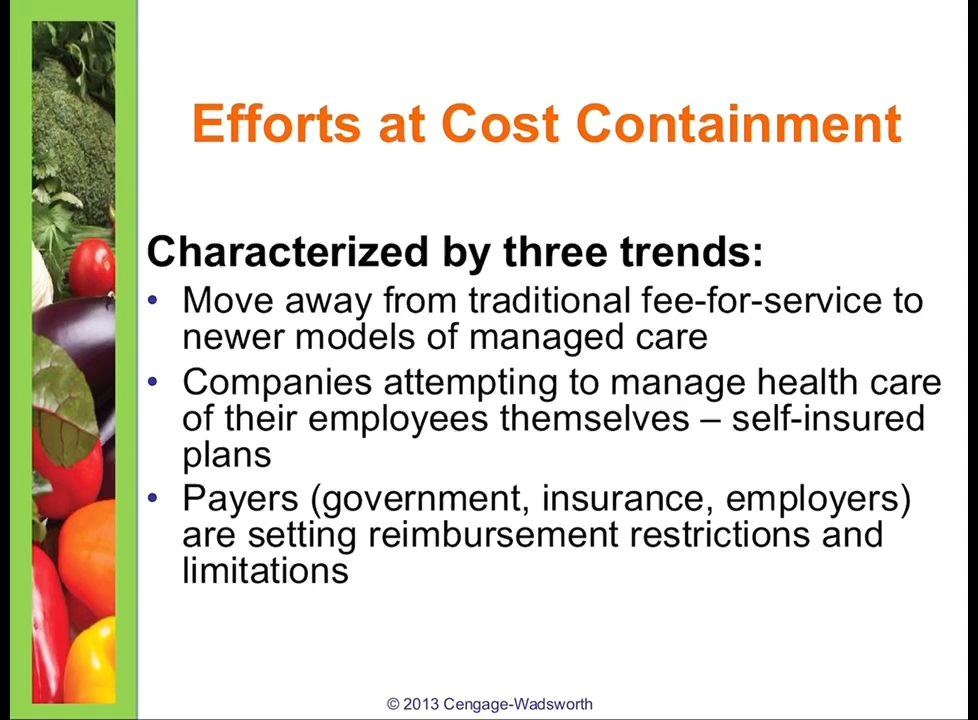 Efforts at Cost Containment
Characterized by three trends:
• Move away from traditional fee-for-service to
newer models of managed care
• Companies attempting to manage health care
of their employees themselves – self-insured
plans
• Payers (government, insurance, employers)
are setting reimbursement restrictions and
limitations
© 2013 Cengage-Wadsworth